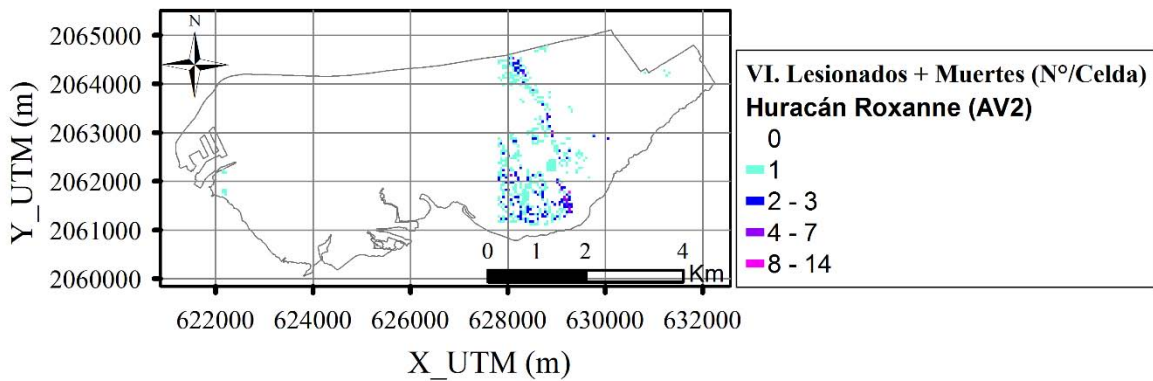 2065000
2064000
2063000
2062000
2061000
2060000
Y_UTM (m)
N
0 1 2 4
Km
622000 624000 626000 628000 630000 632000
X_UTM (m)
VI. Lesionados + Muertes (N°/Celda)
Huracán Roxanne (AV2)
0
1
2 - 3
4 - 7
8 - 14